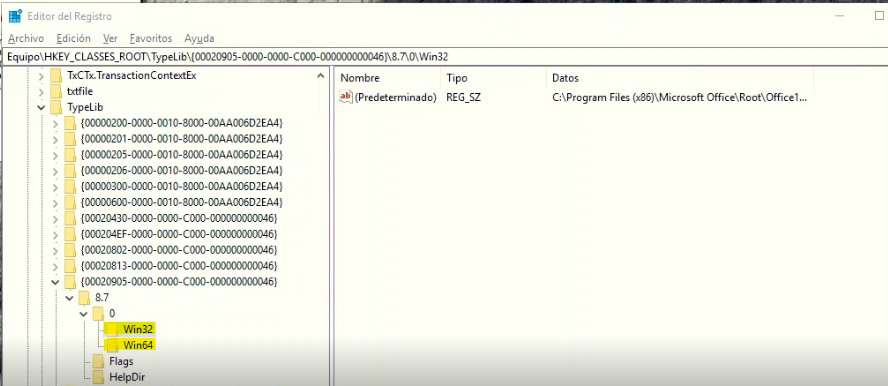 Editor del Registro
Archivo Edición Ver Favoritos Ayuda
Equipo\HKEY_CLASSES_ROOT\TypeLib\{00020905-0000-0000-C000-000000000046}\8.7\0\Win32
TxCTx.TransactionContextEx
txtfile
TypeLib
{00000200-0000-0010-8000-00AA006D2EA4}
{00000201-0000-0010-8000-00AA006D2EA4}
{00000205-0000-0010-8000-00AA006D2EA4}
{00000206-0000-0010-8000-00AA006D2EA4}
{00000300-0000-0010-8000-00AA006D2EA4}
{00000600-0000-0010-8000-00AA006D2EA4}
{00020430-0000-0000-C000-000000000046}
{000204EF-0000-0000-C000-000000000046}
{00020802-0000-0000-C000-000000000046}
{00020813-0000-0000-C000-000000000046}
{00020905-0000-0000-C000-000000000046}
8.7
0
Win32
Win64
Flags
HelpDir
Nombre Tipo Datos
ab (Predeterminado) REG_SZ C:\Program Files (x86)\Microsoft Office\Root\Office1...